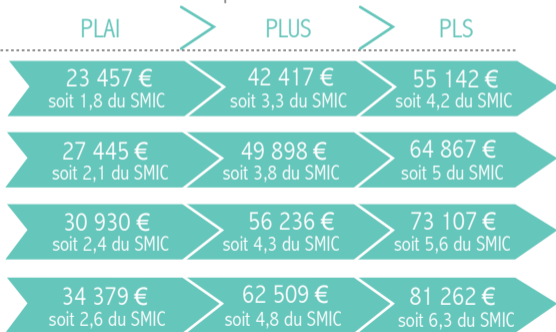 PLAI PLUS PLS
23 457 € 42 417 € 55 142 €
soit 1,8 du SMIC soit 3,3 du SMIC soit 4,2 du SMIC
27 445 € 49 898 € 64 867 €
soit 2,1 du SMIC soit 3,8 du SMIC soit 5 du SMIC
30 930 € 56 236 € 73 107 €
soit 2,4 du SMIC soit 4,3 du SMIC soit 5,6 du SMIC
34 379 € 62 509 € 81 262 €
soit 2,6 du SMIC soit 4,8 du SMIC soit 6,3 du SMIC